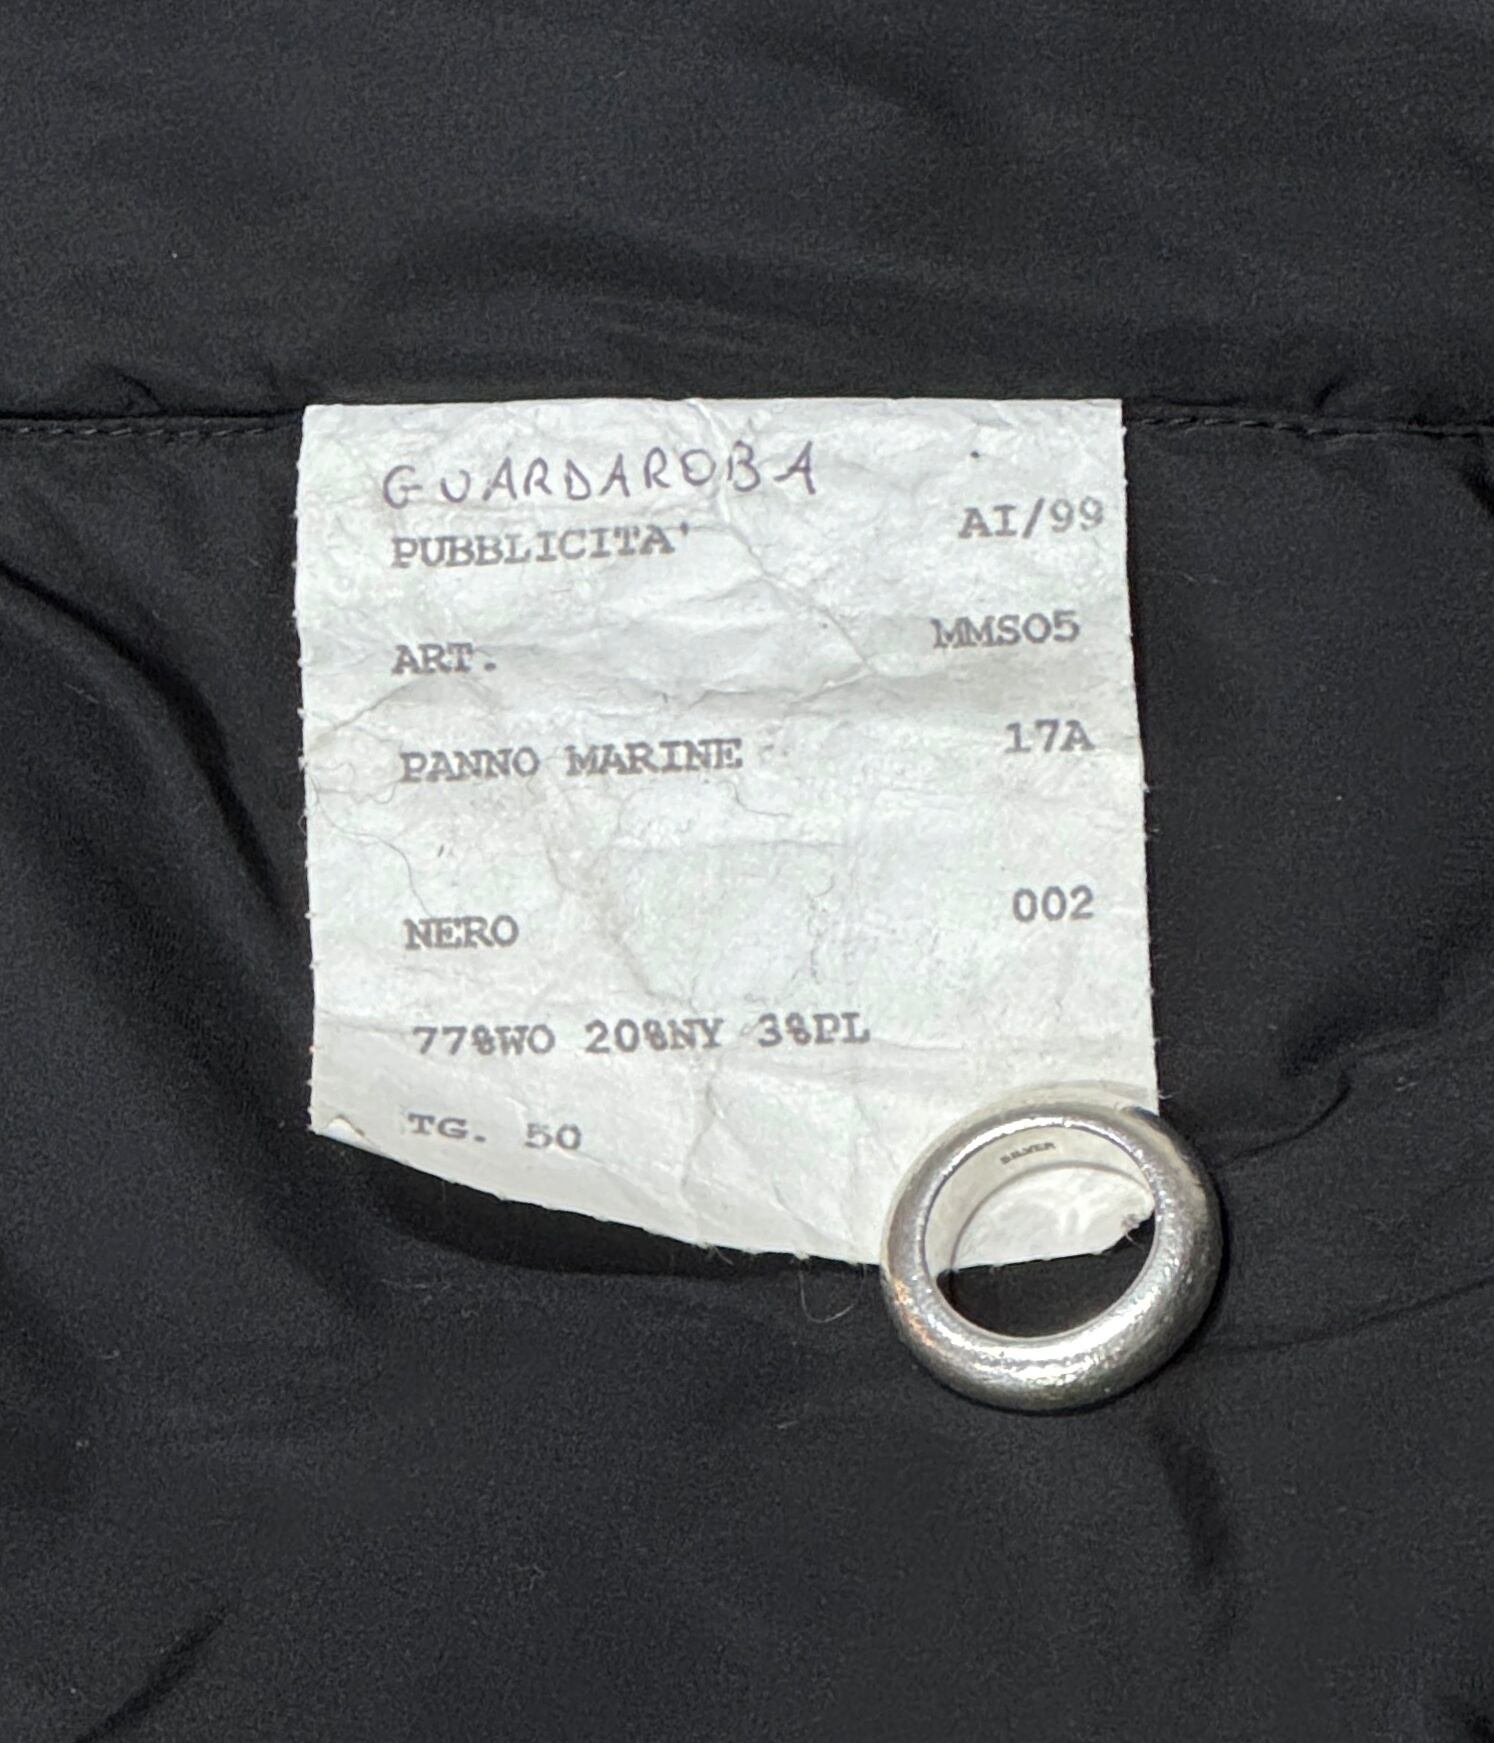 GUARDAROBA
PUBBLICITA' AI/99
ART. MMS05
PANNO MARINE 17A
NERO 002
77%WO 20%NY 3%PL
TG. 50
SILVER